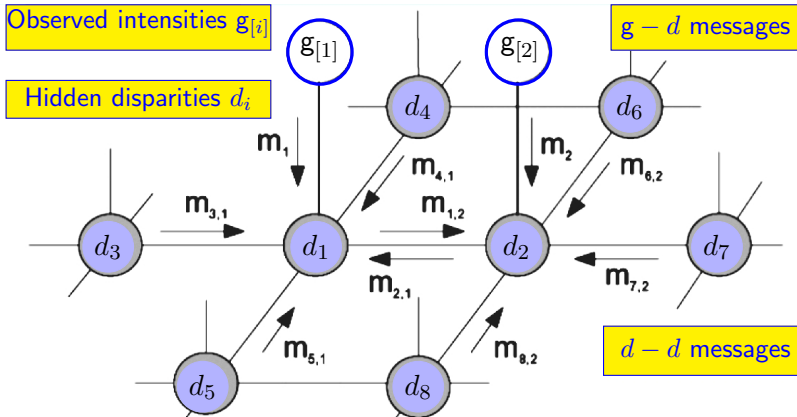 Observed intensities g[i]
g[1]
g[2]
g − d messages
Hidden disparities dᵢ
d₄
d₆
m₁
m₂
m₄,₁
m₆,₂
m₃,₁
m₁,₂
d₃
d₁
d₂
d₇
m₂,₁
m₇,₂
m₅,₁
m₈,₂
d − d messages
d₅
d₈